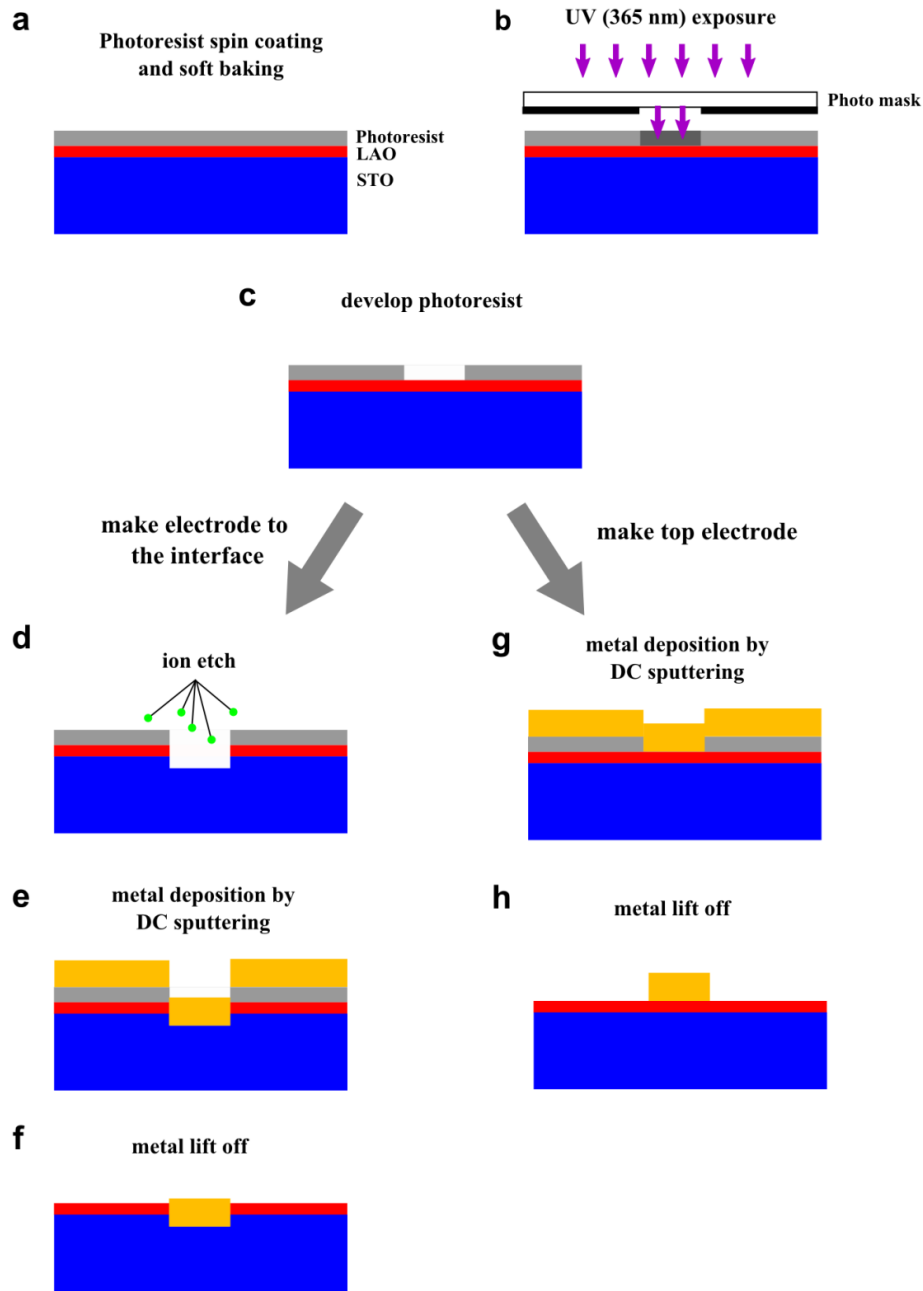 a
Photoresist spin coating
and soft baking
Photoresist
LAO
STO
b
UV (365 nm) exposure
Photo mask
c
develop photoresist
make electrode to
the interface
make top electrode
d
ion etch
g
metal deposition by
DC sputtering
e
metal deposition by
DC sputtering
h
metal lift off
f
metal lift off